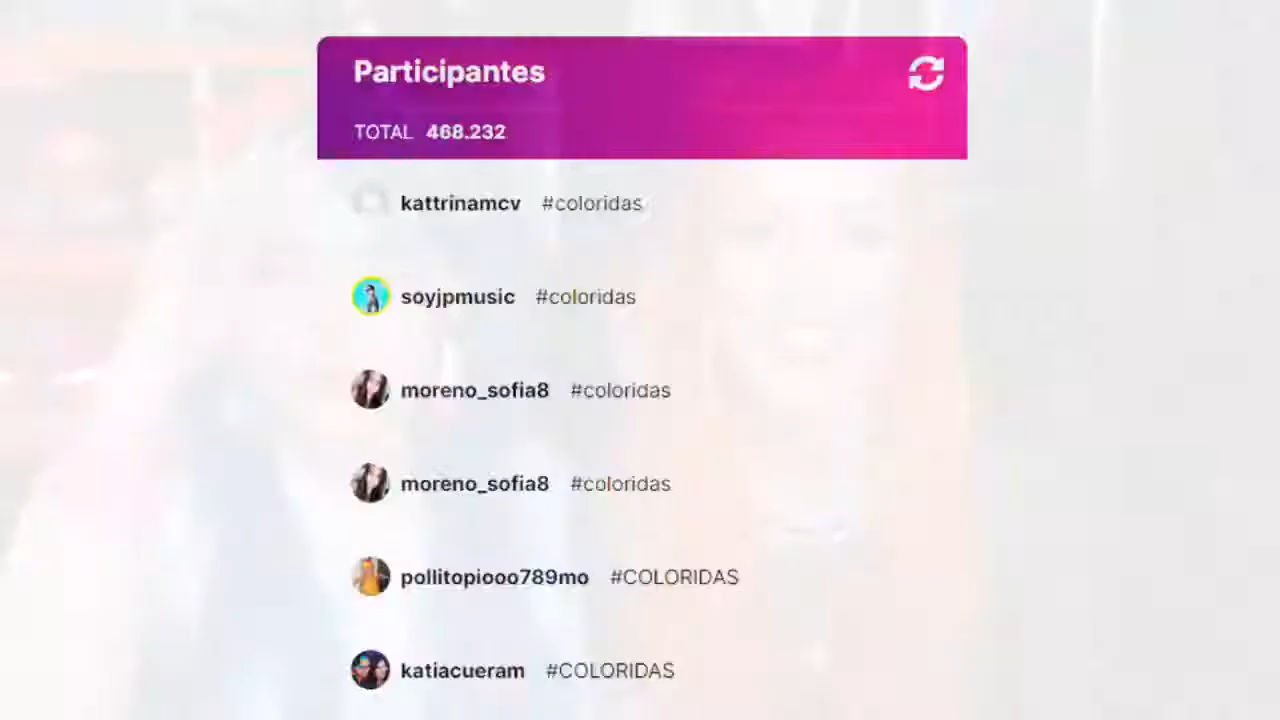 Participantes
TOTAL 468.232
kattrinamcv #coloridas
soyjpmusic #coloridas
moreno_sofia8 #coloridas
moreno_sofia8 #coloridas
pollitopiooo789mo #COLORIDAS
katiacueram #COLORIDAS